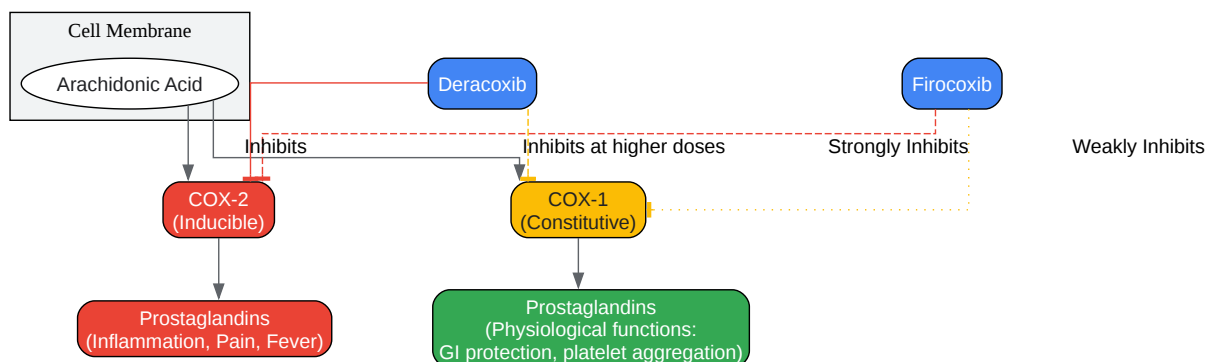 Cell Membrane
Arachidonic Acid
Deracoxib
Firocoxib
Inhibits
Inhibits at higher doses
Strongly Inhibits
Weakly Inhibits
COX-2
(Inducible)
COX-1
(Constitutive)
Prostaglandins
(Inflammation, Pain, Fever)
Prostaglandins
(Physiological functions:
GI protection, platelet aggregation)